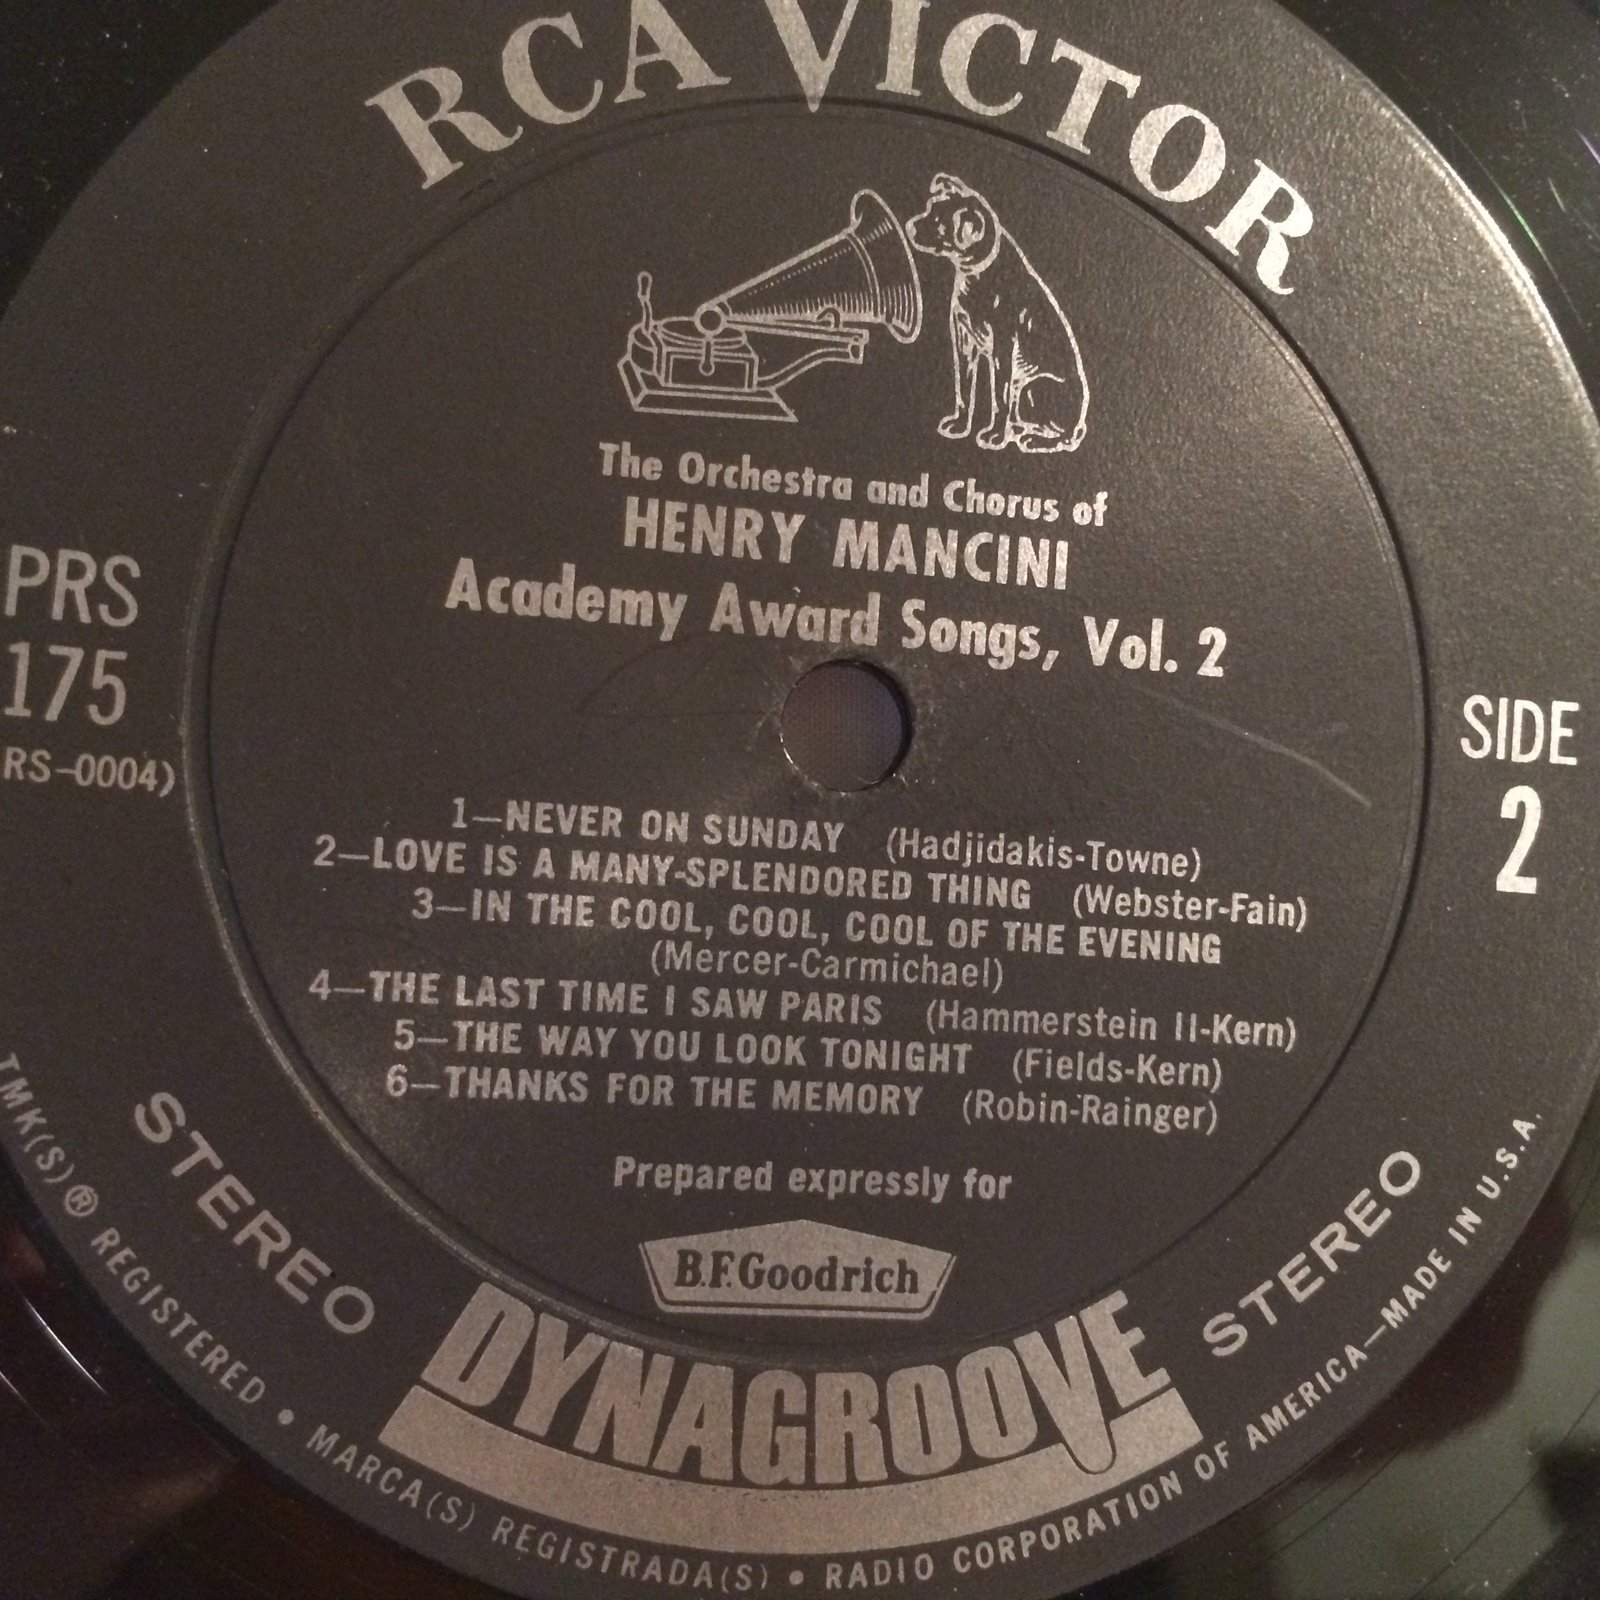 RCA VICTOR
The Orchestra and Chorus of
HENRY MANCINI
Academy Award Songs, Vol. 2
PRS
175
RS-0004)
SIDE
2
1—NEVER ON SUNDAY (Hadjidakis-Towne)
2—LOVE IS A MANY-SPLENDORED THING (Webster-Fain)
3—IN THE COOL, COOL, COOL OF THE EVENING
(Mercer-Carmichael)
4—THE LAST TIME I SAW PARIS (Hammerstein II-Kern)
5—THE WAY YOU LOOK TONIGHT (Fields-Kern)
6—THANKS FOR THE MEMORY (Robin-Rainger)
Prepared expressly for
B.F.Goodrich
STEREO
DYNAGROOVE
STEREO
TMK(S) ® REGISTERED • MARCA(S) REGISTRADA(S) • RADIO CORPORATION OF AMERICA—MADE IN U.S.A.